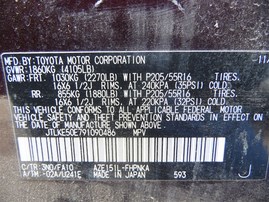 MFD. BY: TOYOTA MOTOR CORPORATION 11/
GVWR: 1860KG (4105LB)
GAWR: FR1. 1030KG (2270LB) WITH P205/55R16
16X6 1/2J RIMS, AT 240KPA (35PSI) COLD.
RR. 855KG (1880LB) WITH P205/55R16
16X6 1/2J RIMS, AT 220KPA (32PSI) COLD.
THIS VEHICLE CONFORMS TO ALL APPLICABLE
FEDERAL MOTOR VEHICLE SAFETY AND
THEFT PREVENTION STANDARDS IN EFFECT ON
THE DATE OF MANUFACTURE SHOWN ABOVE.
JTLKE50E791090486 MPV
C/TR: 3N0/FA10 AZE151L-FHPNKA
A/TM: -02A/U241E MADE IN JAPAN 593 J